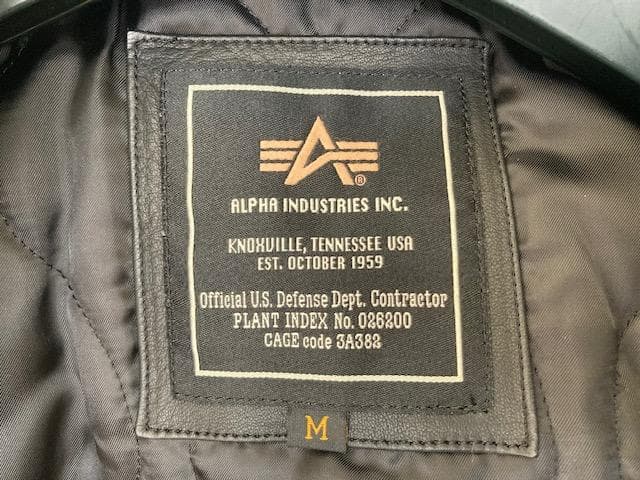 ALPHA INDUSTRIES INC.
KNOXVILLE, TENNESSEE USA
EST. OCTOBER 1959
Official U.S. Defense Dept. Contractor
PLANT INDEX No. 026200
CAGE code 3A382
M